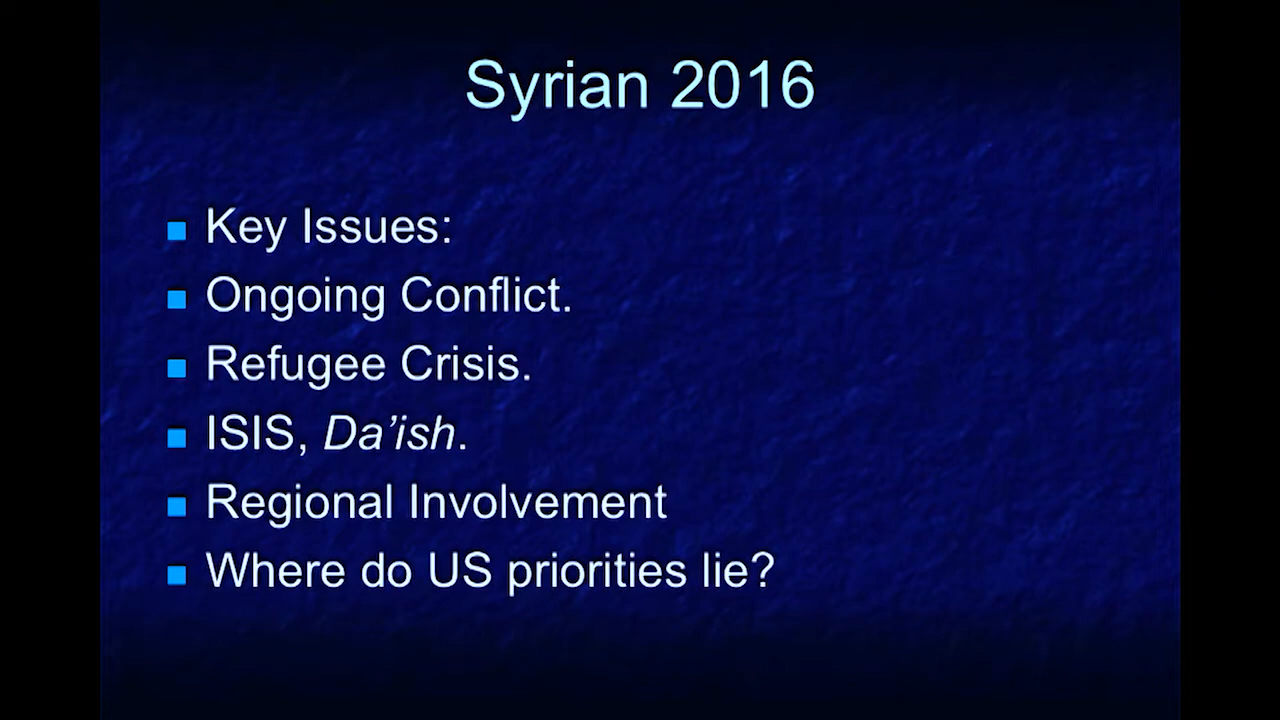 Syrian 2016
Key Issues:
Ongoing Conflict.
Refugee Crisis.
ISIS, Da’ish.
Regional Involvement
Where do US priorities lie?